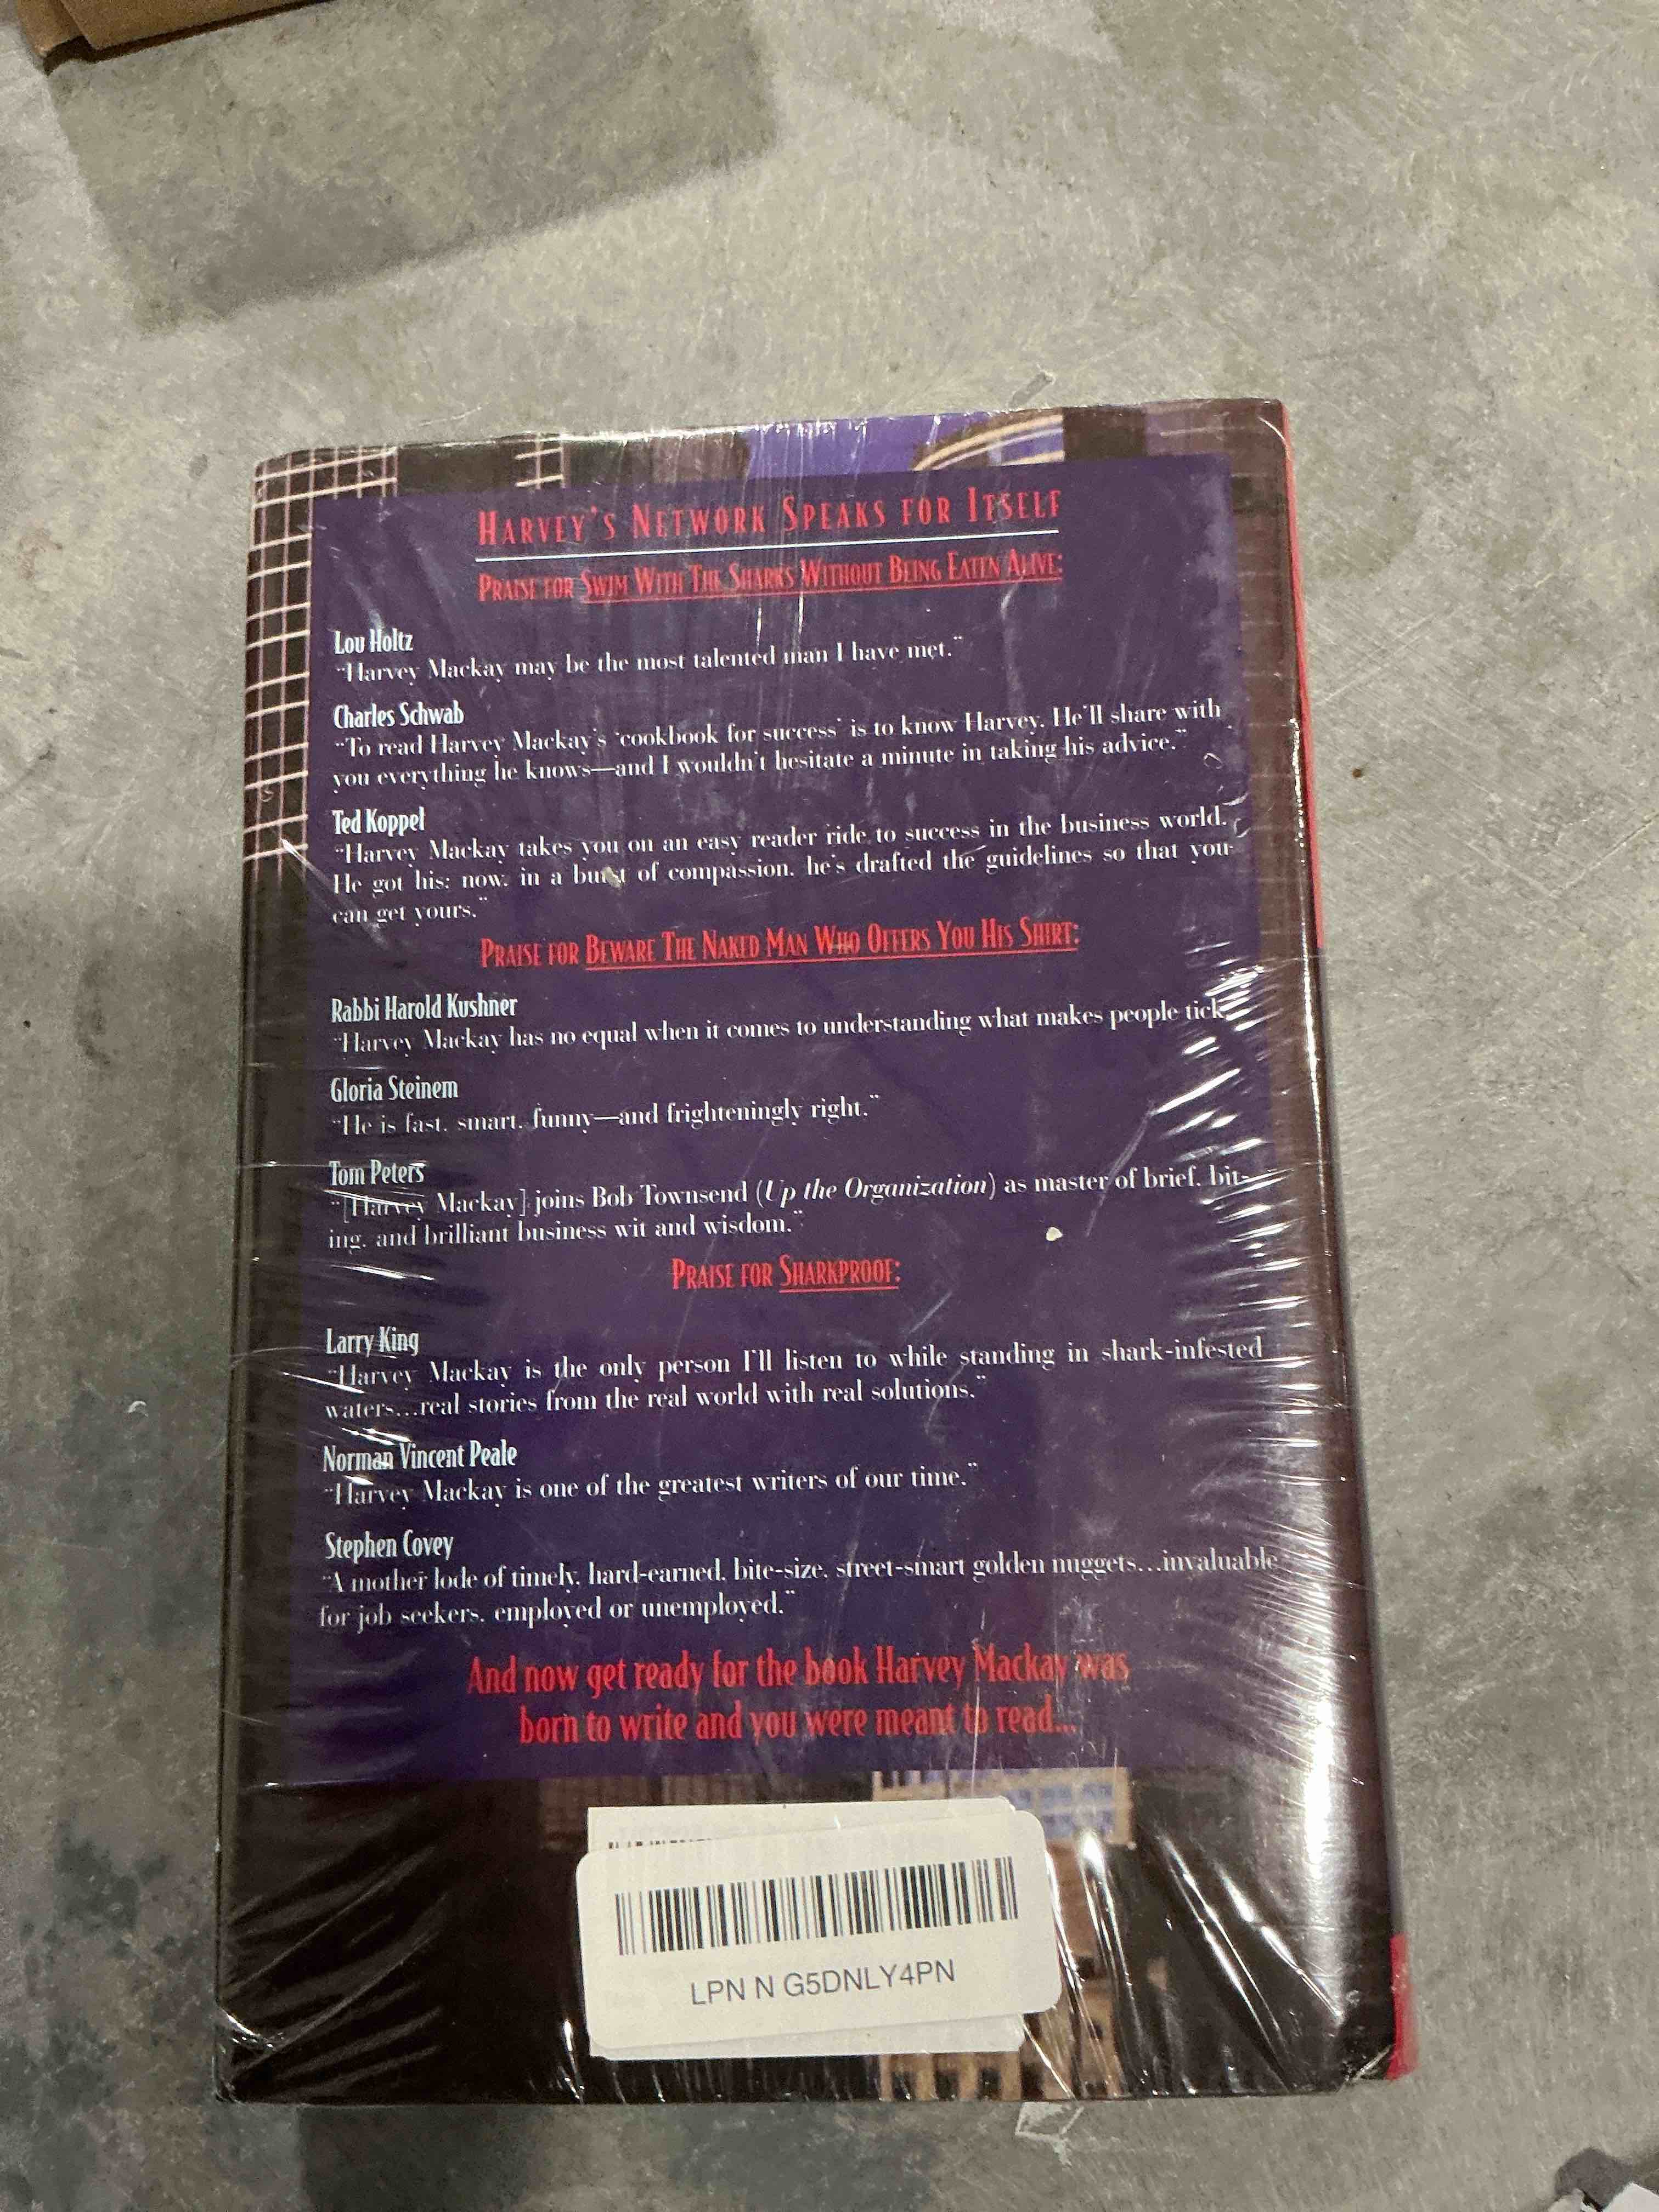 HARVEY'S NETWORK SPEAKS FOR ITSELF
PRAISE FOR SWIM WITH THE SHARKS WITHOUT BEING EATEN ALIVE:
Lou Holtz
"Harvey Mackay may be the most talented man I have met."
Charles Schwab
"To read Harvey Mackay's 'cookbook for success' is to know Harvey. He'll share with
you everything he knows—and I wouldn't hesitate a minute in taking his advice."
Ted Koppel
"Harvey Mackay takes you on an easy reader ride to success in the business world.
He got his; now, in a burst of compassion, he's drafted the guidelines so that you
can get yours."
PRAISE FOR BEWARE THE NAKED MAN WHO OFFERS YOU HIS SHIRT:
Rabbi Harold Kushner
"Harvey Mackay has no equal when it comes to understanding what makes people tick
Gloria Steinem
"He is fast, smart, funny—and frighteningly right."
Tom Peters
"[Harvey Mackay] joins Bob Townsend (Up the Organization) as master of brief, bit-
ing, and brilliant business wit and wisdom."
PRAISE FOR SHARKPROOF:
Larry King
"Harvey Mackay is the only person I'll listen to while standing in shark-infested
waters...real stories from the real world with real solutions."
Norman Vincent Peale
"Harvey Mackay is one of the greatest writers of our time."
Stephen Covey
"A mother lode of timely, hard-earned, bite-size, street-smart golden nuggets...invaluable
for job seekers, employed or unemployed."
And now get ready for the book Harvey Mackay was
born to write and you were meant to read...
LPN N G5DNLY4PN